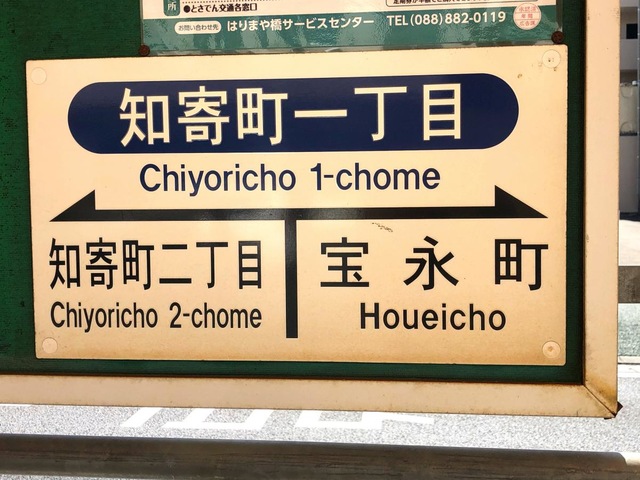 所
●とさでん交通各窓口
お問い合わせ先 はりまや橋サービスセンター TEL(088)882-0119
知寄町一丁目
Chiyoricho 1-chome
知寄町二丁目 宝永町
Chiyoricho 2-chome Houeicho